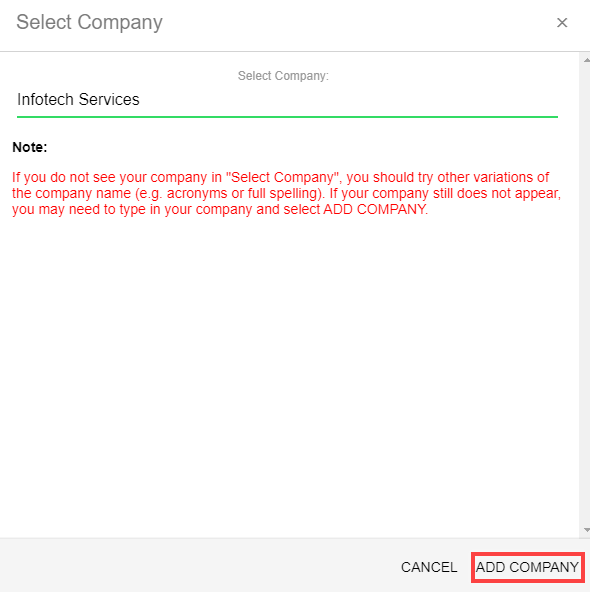 Select Company
×
Select Company:
Infotech Services
Note:
If you do not see your company in "Select Company", you should try other variations of
the company name (e.g. acronyms or full spelling). If your company still does not appear,
you may need to type in your company and select ADD COMPANY.
CANCEL ADD COMPANY